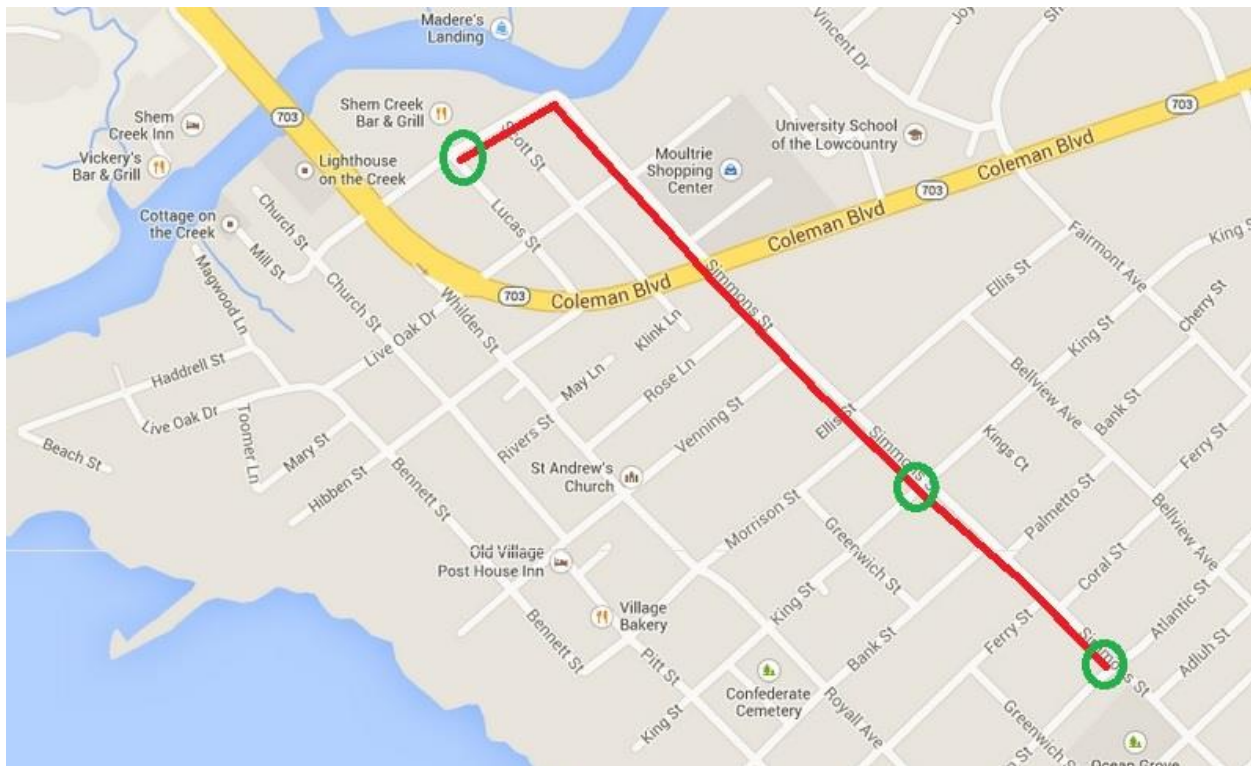 Madere's
Landing
Vincent Dr
Joy
Sh
703
Shem Creek
Bar & Grill
Shem
Creek Inn
Vickery's
Bar & Grill
703
Lighthouse
on the Creek
Scott St
University School
of the Lowcountry
Moultrie
Shopping
Center
703
Coleman Blvd
Cottage on
the Creek
Church St
Mill St
Magwood Ln
Lucas St
Coleman Blvd
Fairmont Ave
King S
Church St
Whilden St
703
Coleman Blvd
Simmons St
Ellis St
Cherry St
Live Oak Dr
Klink Ln
King St
Haddrell St
May Ln
Rose Ln
Bellview Ave
Bank St
Live Oak Dr
Toomer Ln
Mary St
Rivers St
Venning St
Ellis St
Simmons S
Kings Ct
Ferry St
Beach St
Hibben St
Bennett St
St Andrew's
Church
Morrison St
Palmetto St
Bellview Ave
Old Village
Post House Inn
Greenwich St
Coral St
Village
Bakery
King St
Bank St
Ferry St
Atlantic St
Bennett St
Pitt St
Simmons St
Adluh St
Confederate
Cemetery
King St
Royall Ave
Greenwich S
Ocean Grove